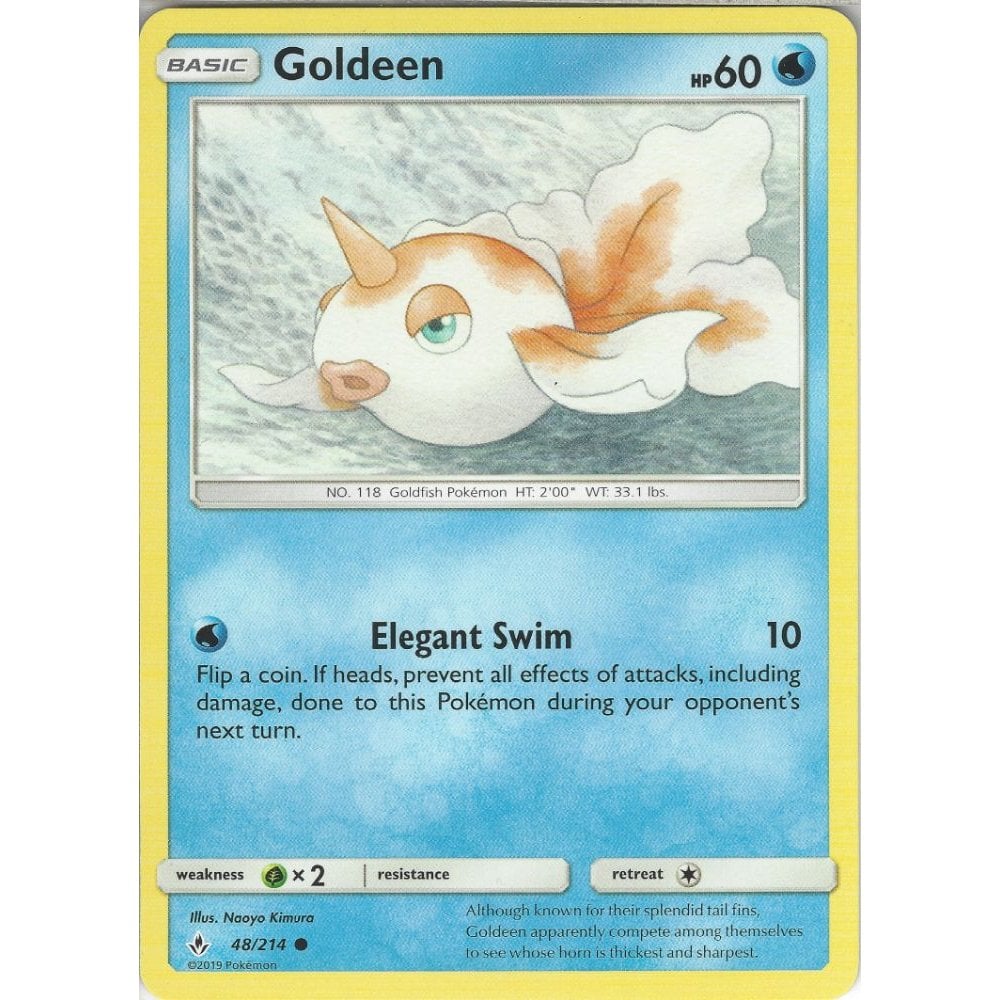 BASIC Goldeen HP60
NO. 118 Goldfish Pokémon HT: 2'00" WT: 33.1 lbs.
Elegant Swim 10
Flip a coin. If heads, prevent all effects of attacks, including
damage, done to this Pokémon during your opponent's
next turn.
weakness ×2 resistance retreat
Illus. Naoyo Kimura
48/214
©2019 Pokémon
Although known for their splendid tail fins,
Goldeen apparently compete among themselves
to see whose horn is thickest and sharpest.